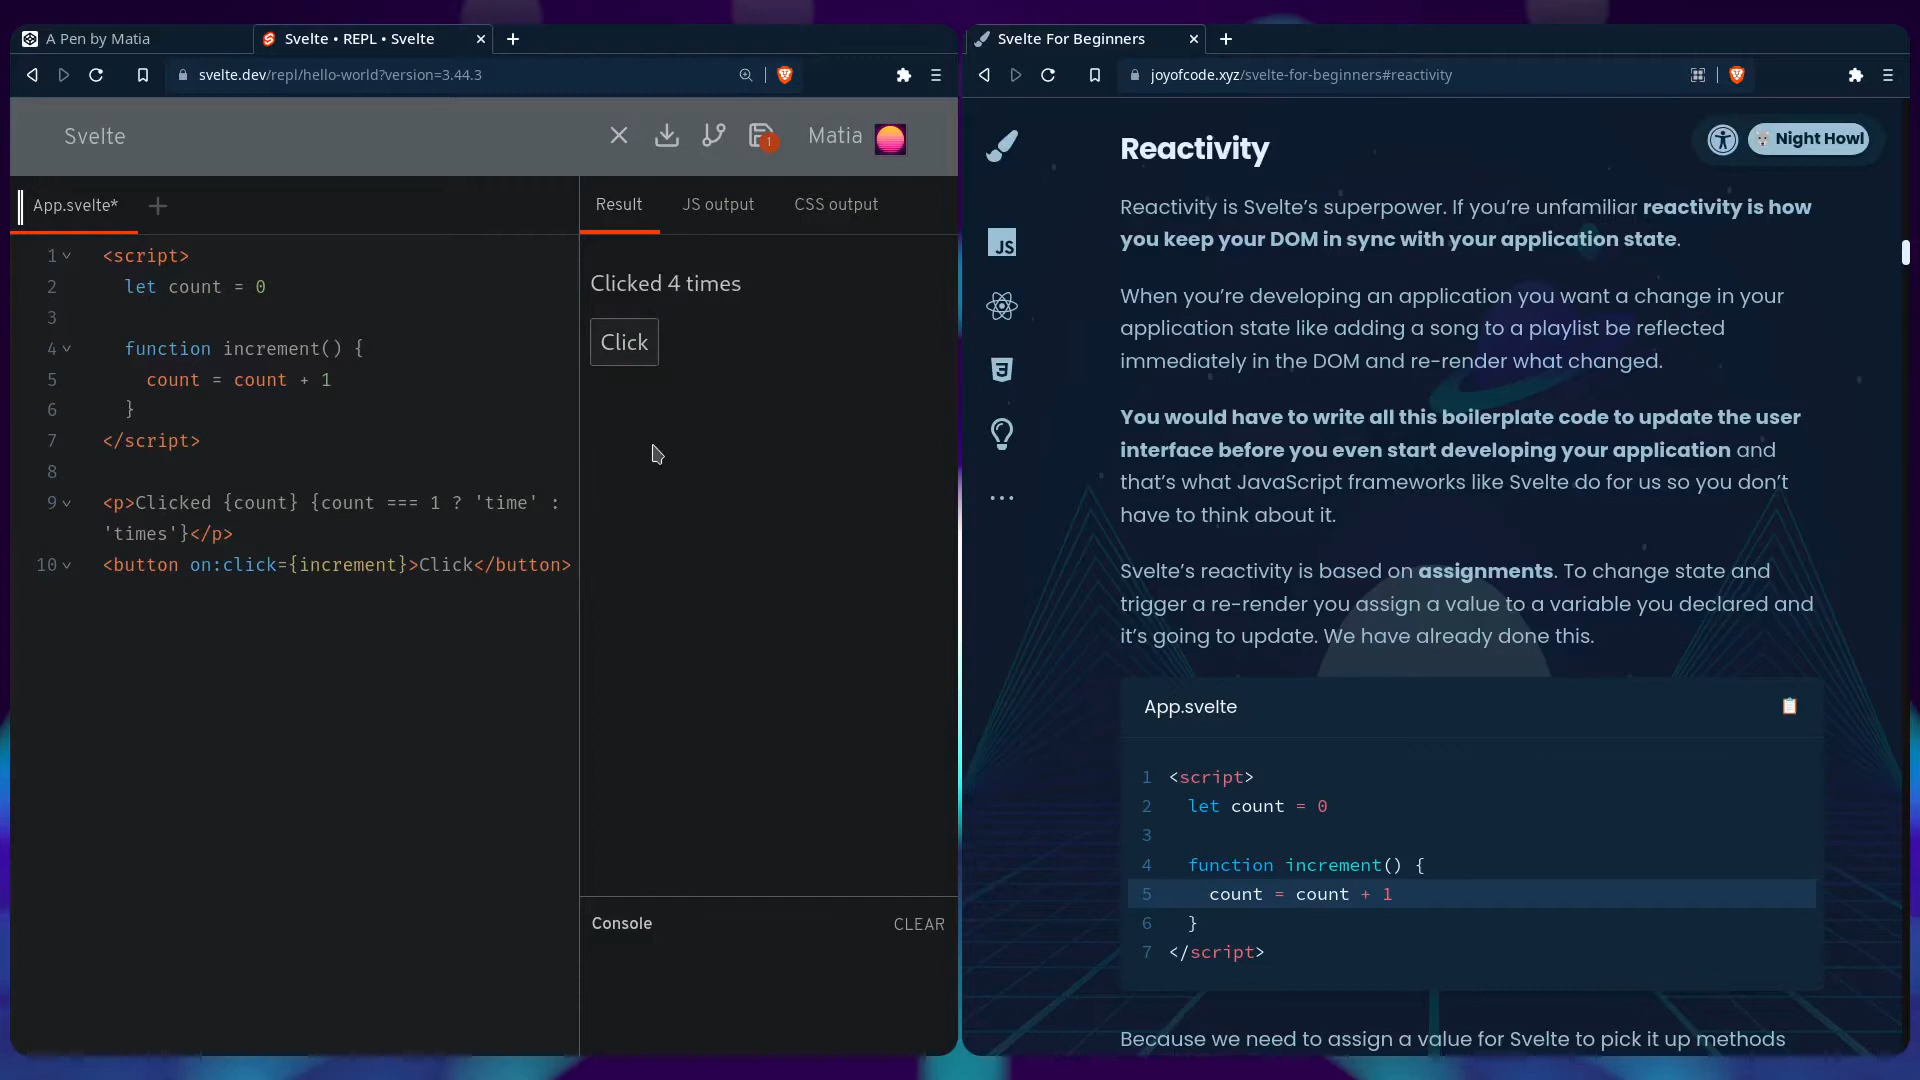 A Pen by Matia
Svelte • REPL • Svelte
svelte.dev/repl/hello-world?version=3.44.3
Svelte
1
Matia
App.svelte*
1 <script>
2 let count = 0
3
4 function increment() {
5 count = count + 1
6 }
7 </script>
8
9 <p>Clicked {count} {count === 1 ? 'time' :
'times'}</p>
10 <button on:click={increment}>Click</button>
Result JS output CSS output
Clicked 4 times
Click
Console CLEAR
Svelte For Beginners
joyofcode.xyz/svelte-for-beginners#reactivity
JS
3
Night Howl
Reactivity
Reactivity is Svelte’s superpower. If you’re unfamiliar reactivity is how
you keep your DOM in sync with your application state.
When you’re developing an application you want a change in your
application state like adding a song to a playlist be reflected
immediately in the DOM and re-render what changed.
You would have to write all this boilerplate code to update the user
interface before you even start developing your application and
that’s what JavaScript frameworks like Svelte do for us so you don’t
have to think about it.
Svelte’s reactivity is based on assignments. To change state and
trigger a re-render you assign a value to a variable you declared and
it’s going to update. We have already done this.
App.svelte
1 <script>
2 let count = 0
3
4 function increment() {
5 count = count + 1
6 }
7 </script>
Because we need to assign a value for Svelte to pick it up methods